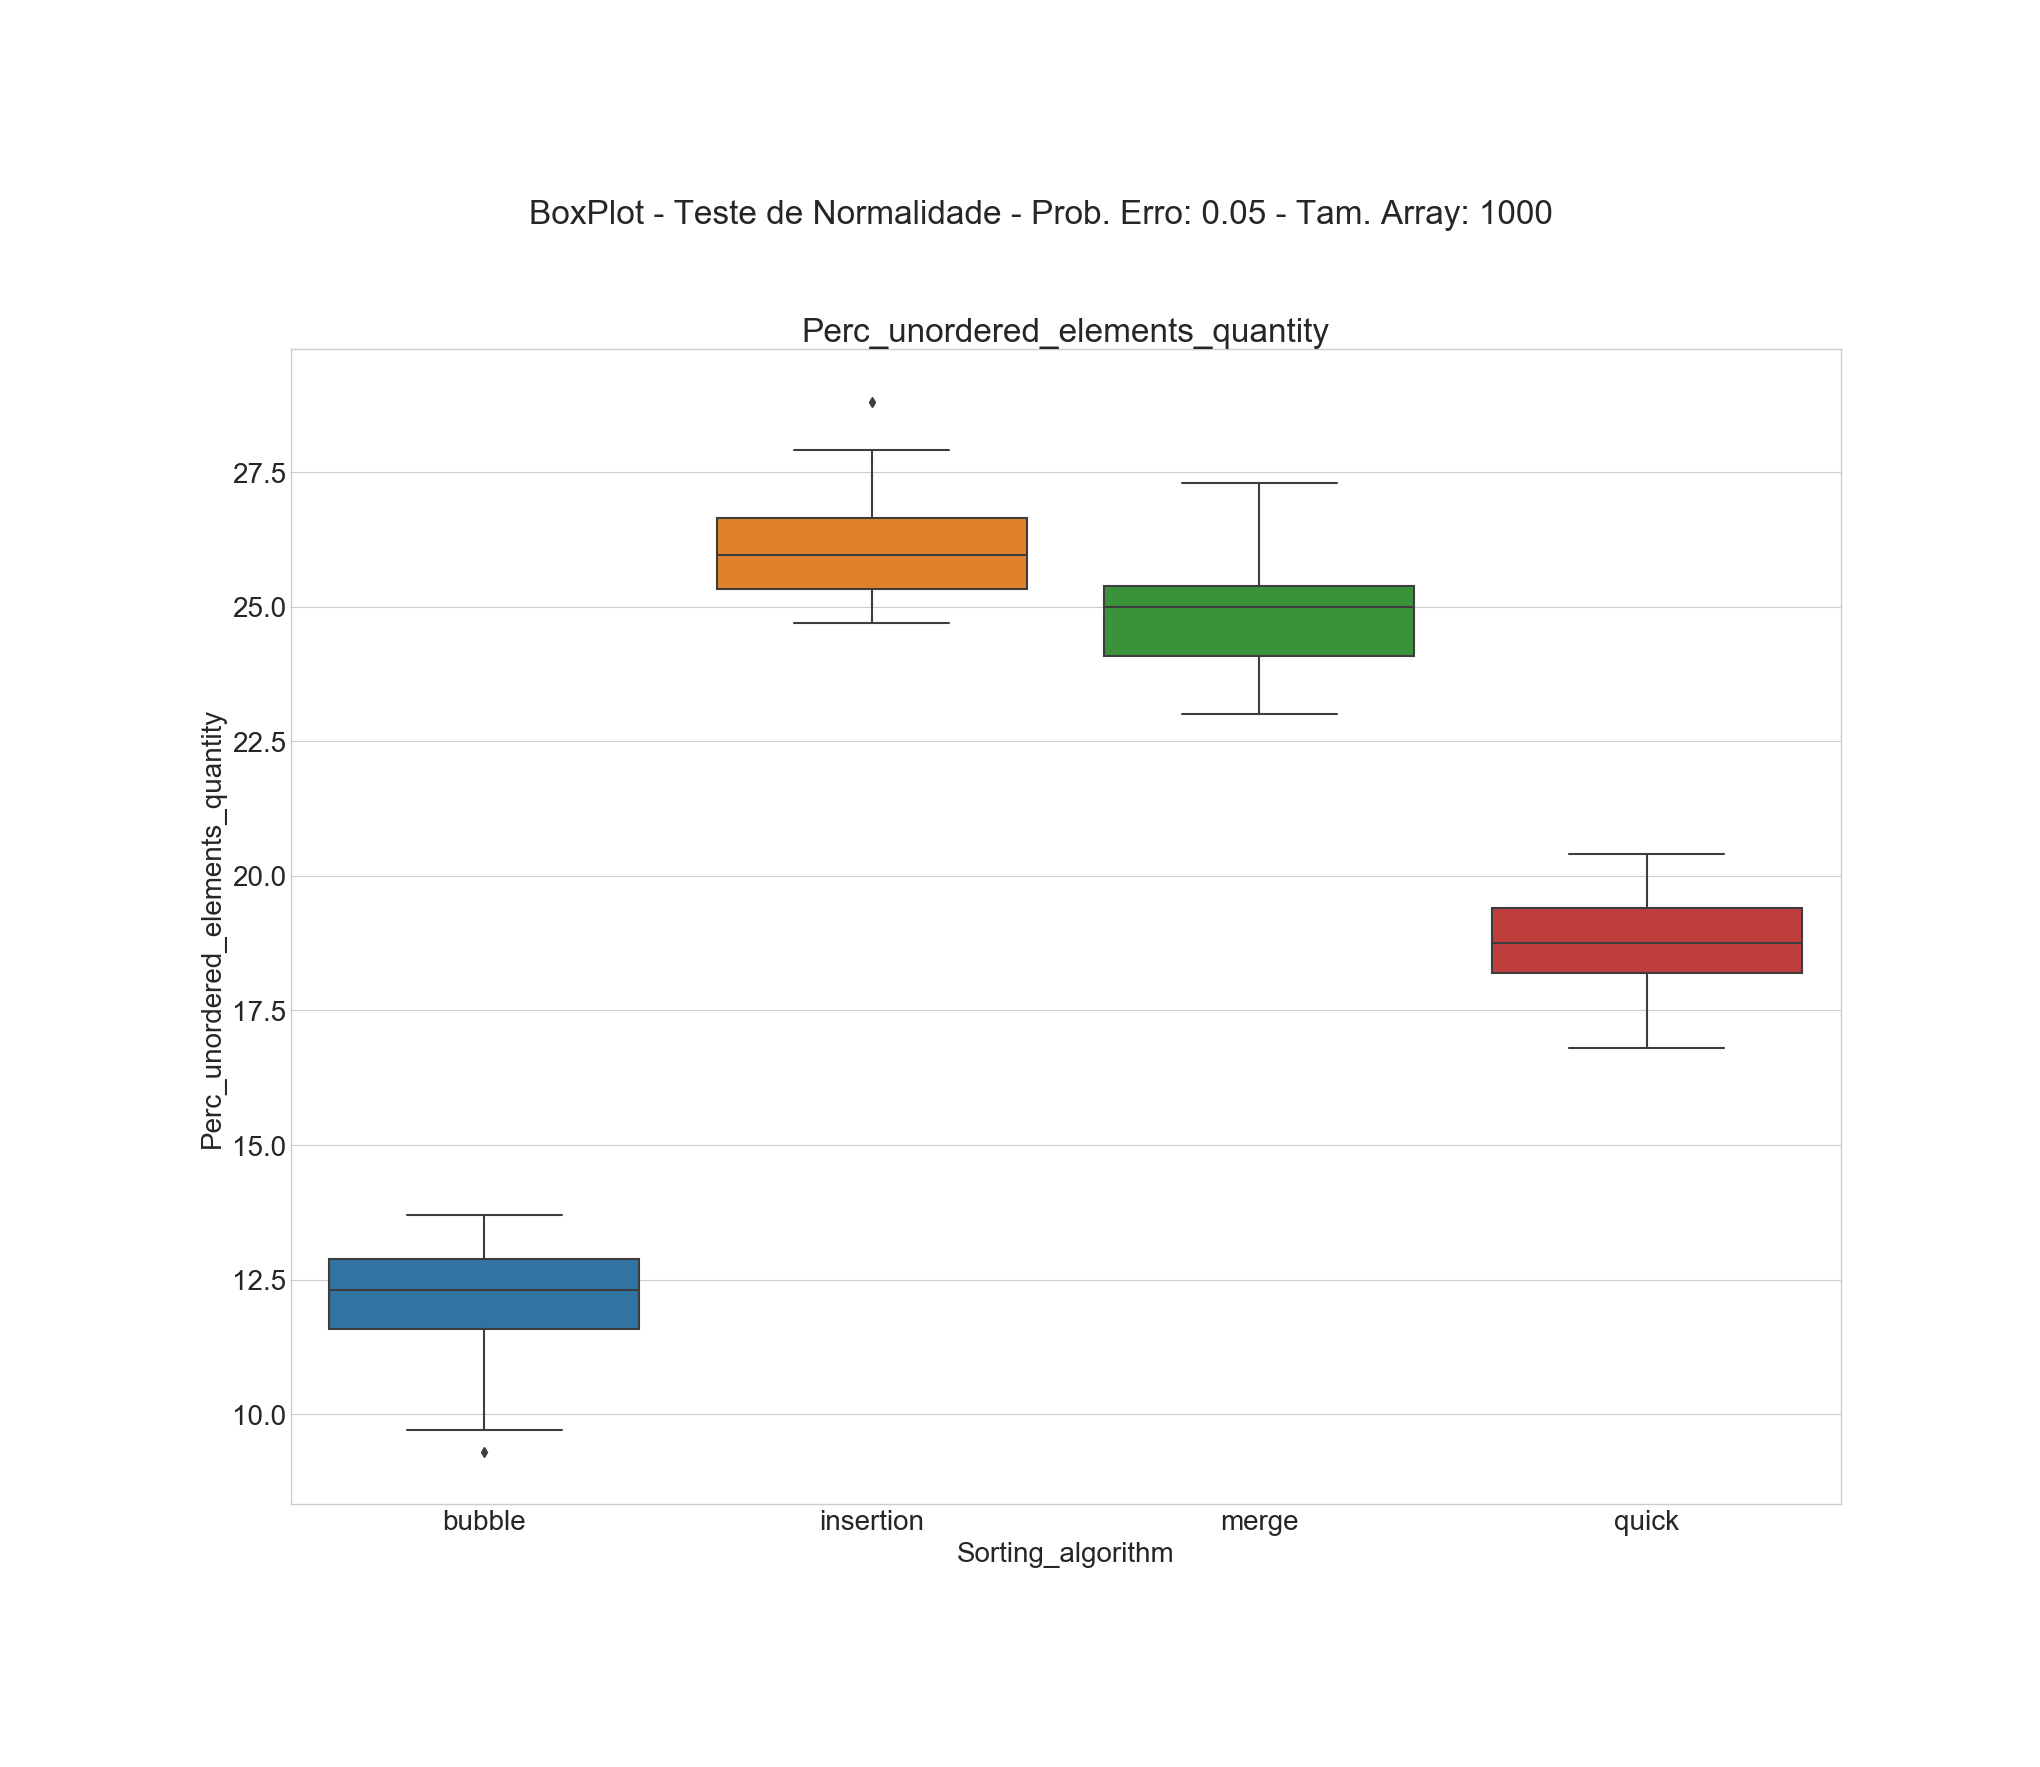 BoxPlot - Teste de Normalidade - Prob. Erro: 0.05 - Tam. Array: 1000
Perc_unordered_elements_quantity
Perc_unordered_elements_quantity
27.5
25.0
22.5
20.0
17.5
15.0
12.5
10.0
bubble insertion merge quick
Sorting_algorithm